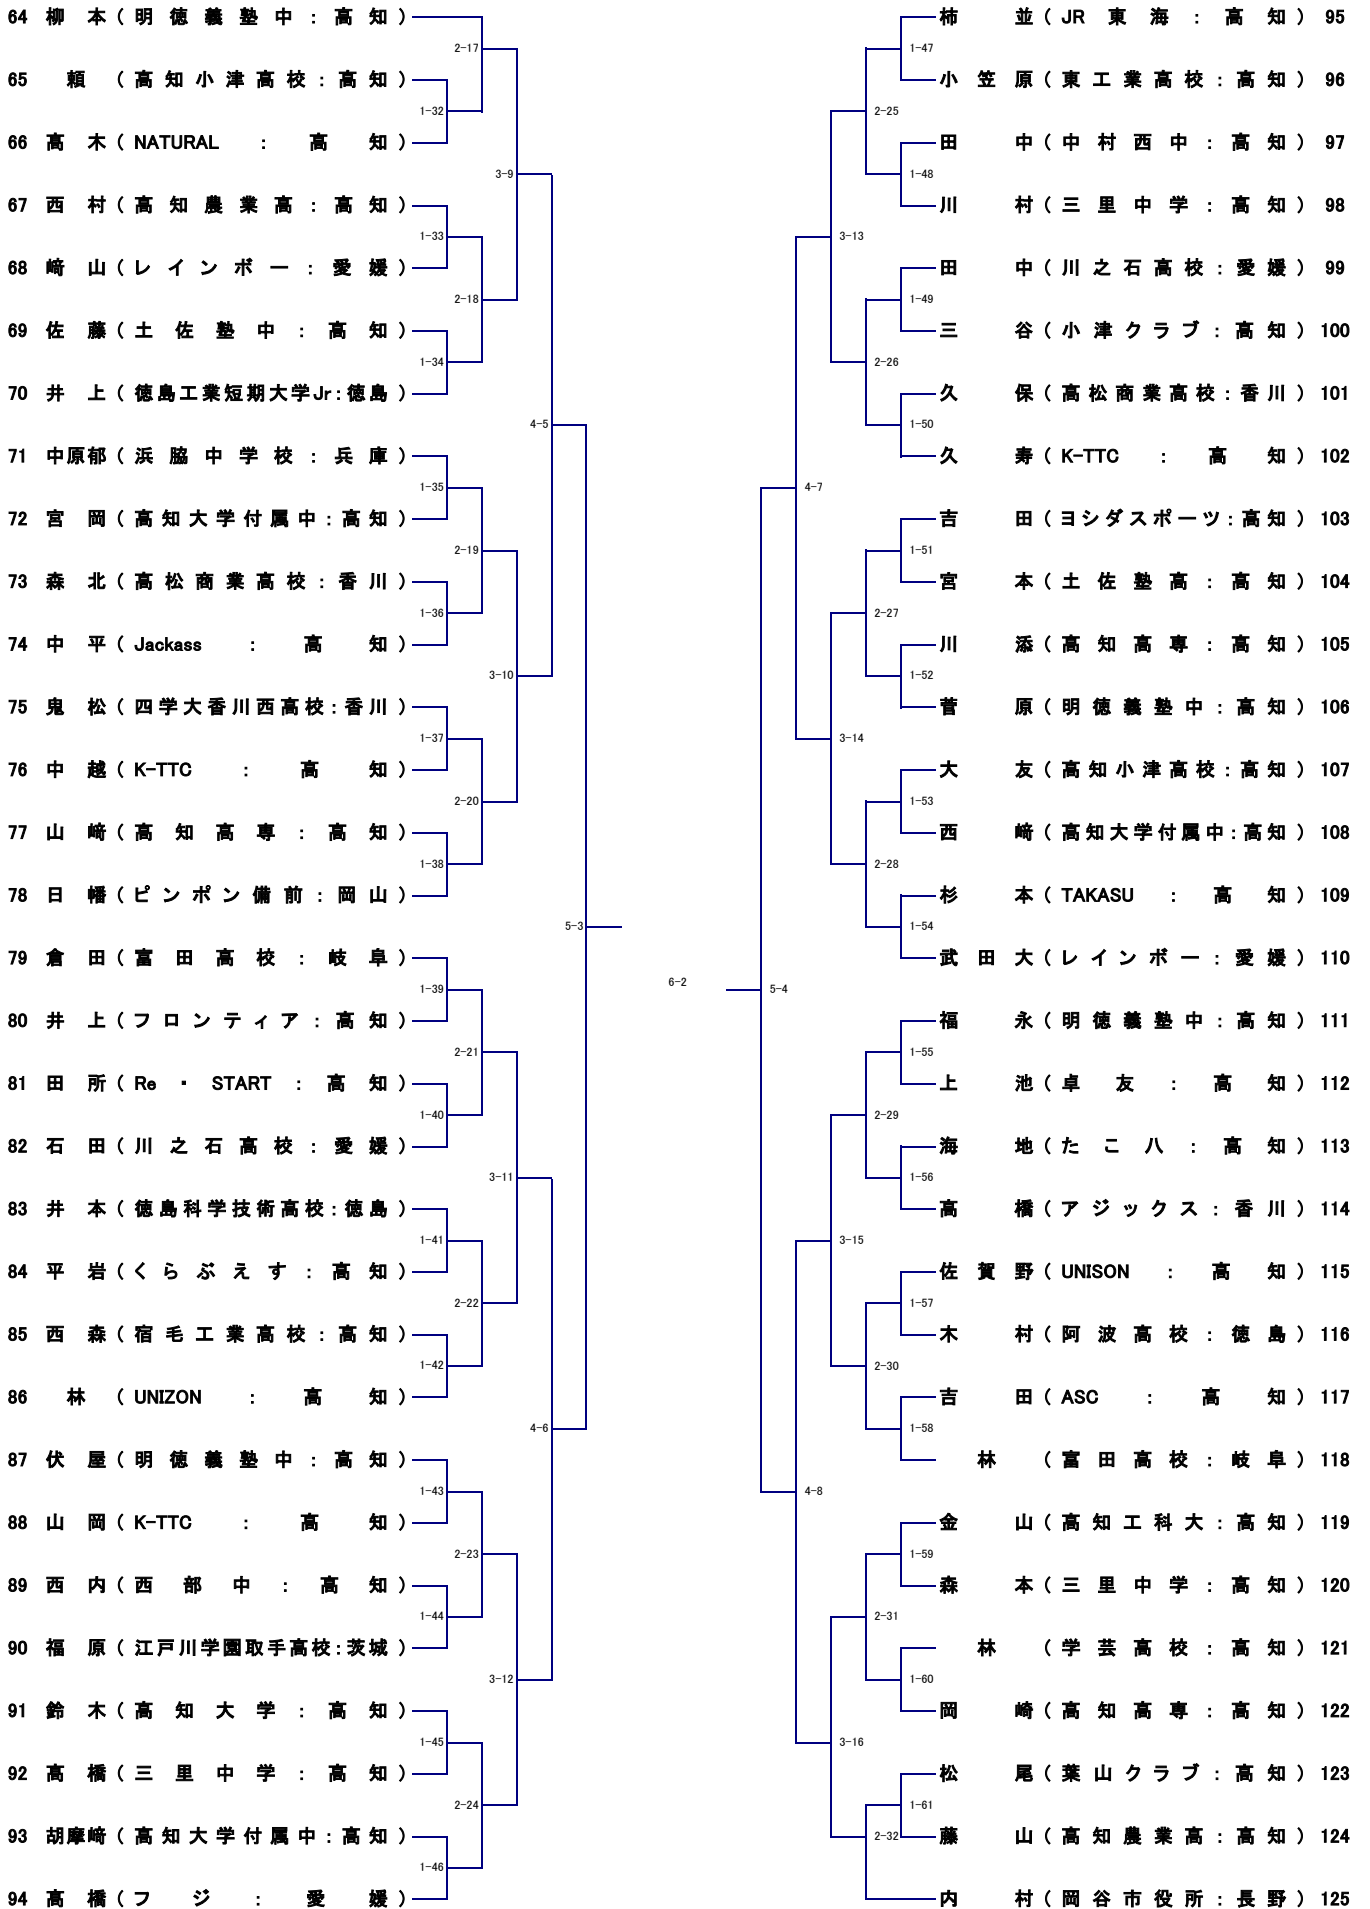 64 柳本(明徳義塾中:高知)
65 頼(高知小津高校:高知)
66 高木(NATURAL:高知)
67 西村(高知農業高:高知)
68 﨑山(レインボー:愛媛)
69 佐藤(土佐塾中:高知)
70 井上(徳島工業短期大学Jr:徳島)
71 中原郁(浜脇中学校:兵庫)
72 宮岡(高知大学付属中:高知)
73 森北(高松商業高校:香川)
74 中平(Jackass:高知)
75 鬼松(四学大香川西高校:香川)
76 中越(K-TTC:高知)
77 山﨑(高知高専:高知)
78 日幡(ピンポン備前:岡山)
79 倉田(富田高校:岐阜)
80 井上(フロンティア:高知)
81 田所(Re・START:高知)
82 石田(川之石高校:愛媛)
83 井本(徳島科学技術高校:徳島)
84 平岩(くらぶえす:高知)
85 西森(宿毛工業高校:高知)
86 林(UNIZON:高知)
87 伏屋(明徳義塾中:高知)
88 山岡(K-TTC:高知)
89 西内(西部中:高知)
90 福原(江戸川学園取手高校:茨城)
91 鈴木(高知大学:高知)
92 高橋(三里中学:高知)
93 胡摩﨑(高知大学付属中:高知)
94 高橋(フジ:愛媛)
2-17
1-32
3-9
1-33
2-18
1-34
4-5
1-35
2-19
1-36
3-10
1-37
2-20
1-38
5-3
1-39
2-21
1-40
3-11
1-41
2-22
1-42
4-6
1-43
2-23
1-44
3-12
1-45
2-24
1-46
6-2
柿並(JR東海:高知) 95
小笠原(東工業高校:高知) 96
田中(中村西中:高知) 97
川村(三里中学:高知) 98
田中(川之石高校:愛媛) 99
三谷(小津クラブ:高知) 100
久保(高松商業高校:香川) 101
久寿(K-TTC:高知) 102
吉田(ヨシダスポーツ:高知) 103
宮本(土佐塾高:高知) 104
川添(高知高専:高知) 105
菅原(明徳義塾中:高知) 106
大友(高知小津高校:高知) 107
西﨑(高知大学付属中:高知) 108
杉本(TAKASU:高知) 109
武田大(レインボー:愛媛) 110
福永(明徳義塾中:高知) 111
上池(卓友:高知) 112
海地(たこ八:高知) 113
高橋(アジックス:香川) 114
佐賀野(UNISON:高知) 115
木村(阿波高校:徳島) 116
吉田(ASC:高知) 117
林(富田高校:岐阜) 118
金山(高知工科大:高知) 119
森本(三里中学:高知) 120
林(学芸高校:高知) 121
岡崎(高知高専:高知) 122
松尾(葉山クラブ:高知) 123
藤山(高知農業高:高知) 124
内村(岡谷市役所:長野) 125
1-47
2-25
1-48
3-13
1-49
2-26
1-50
4-7
1-51
2-27
1-52
3-14
1-53
2-28
1-54
5-4
1-55
2-29
1-56
3-15
1-57
2-30
1-58
4-8
1-59
2-31
1-60
3-16
1-61
2-32